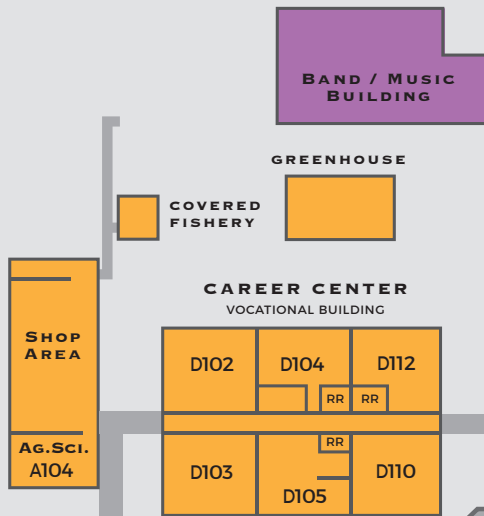 BAND / MUSIC
BUILDING
GREENHOUSE
COVERED
FISHERY
CAREER CENTER
VOCATIONAL BUILDING
SHOP
AREA
D102
D104
D112
RR
RR
AG.SCI.
A104
RR
D103
D105
D110